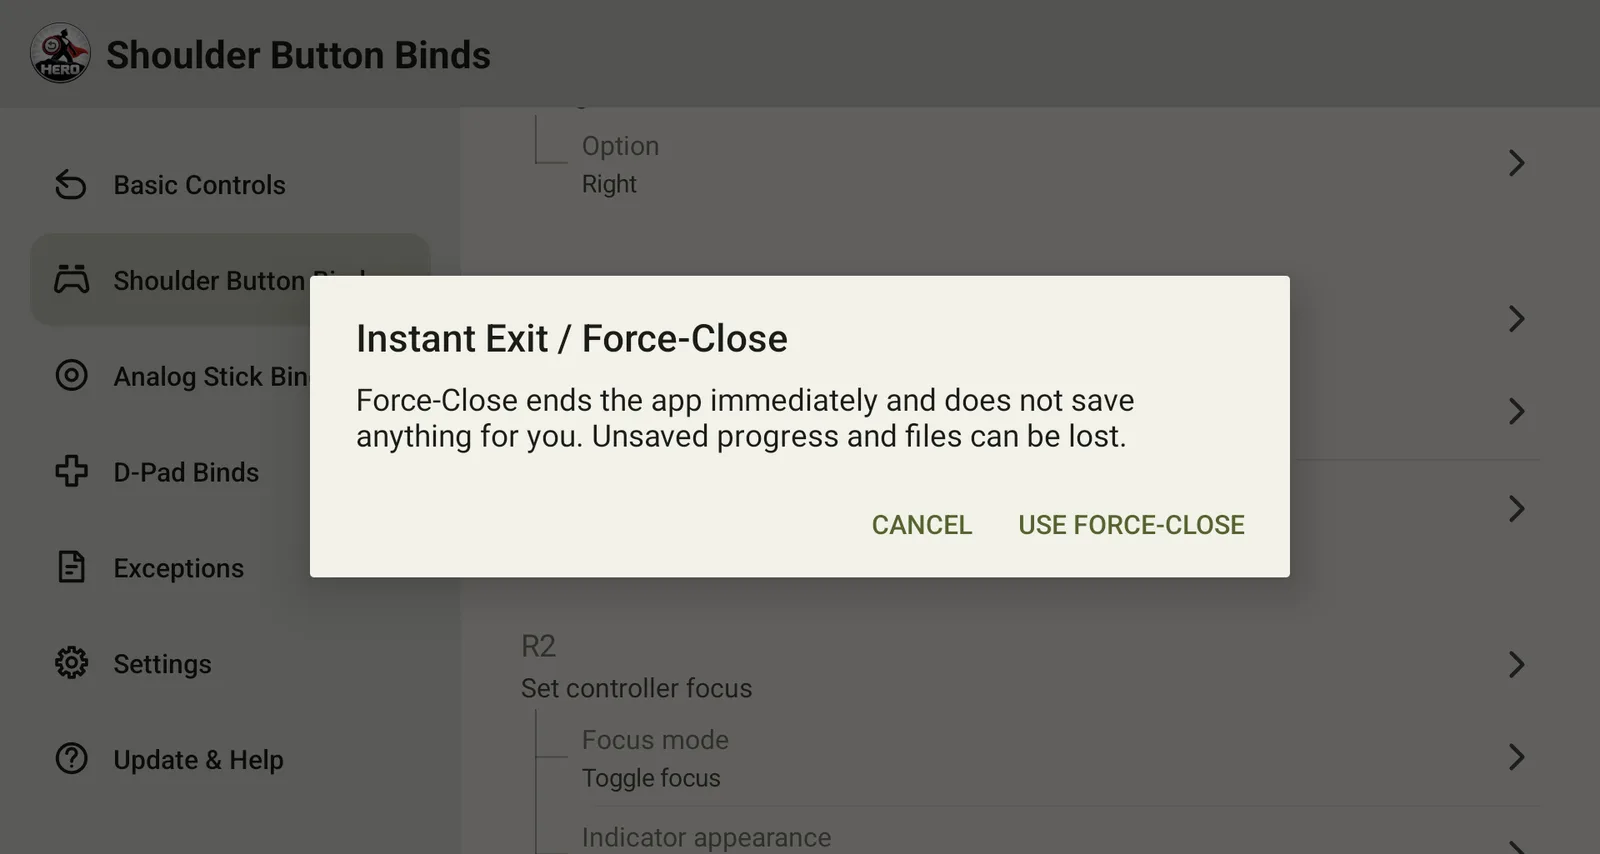 HERO
Shoulder Button Binds
Basic Controls
Shoulder Button
Analog Stick
D-Pad Binds
Exceptions
Settings
Update & Help
Option
Right
Instant Exit / Force-Close
Force-Close ends the app immediately and does not save
anything for you. Unsaved progress and files can be lost.
CANCEL
USE FORCE-CLOSE
R2
Set controller focus
Focus mode
Toggle focus
Indicator appearance